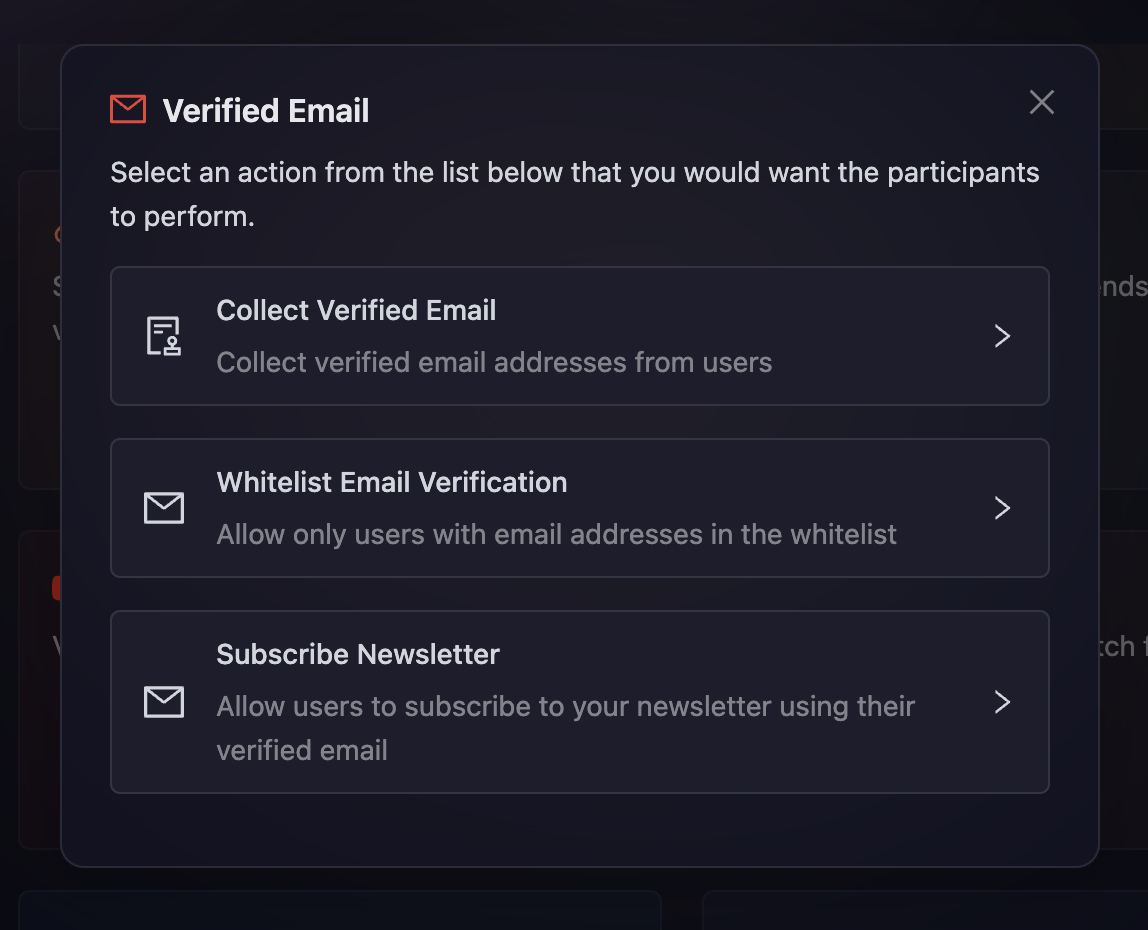 Verified Email
Select an action from the list below that you would want the participants
to perform.
Collect Verified Email
Collect verified email addresses from users
Whitelist Email Verification
Allow only users with email addresses in the whitelist
Subscribe Newsletter
Allow users to subscribe to your newsletter using their
verified email